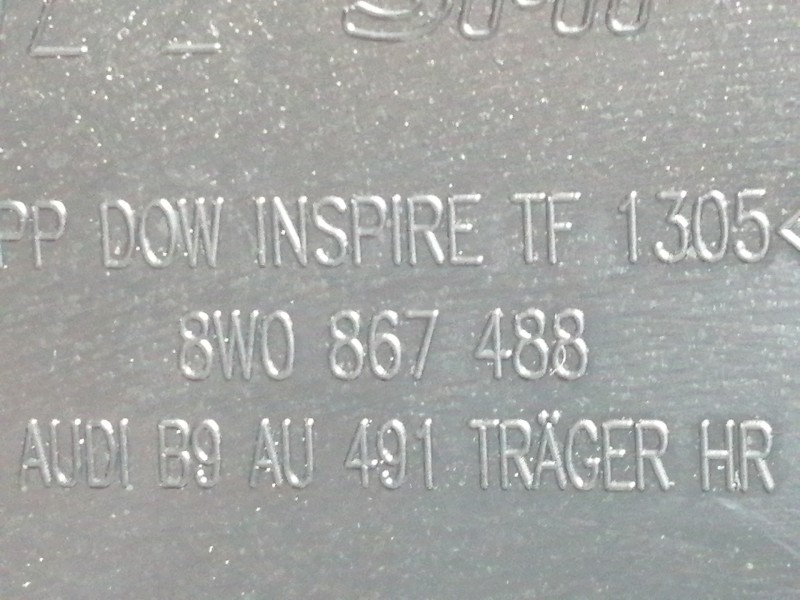 PP DOW INSPIRE TF 1305<
8W0 867 488
AUDI B9 AU 491 TRÄGER HR